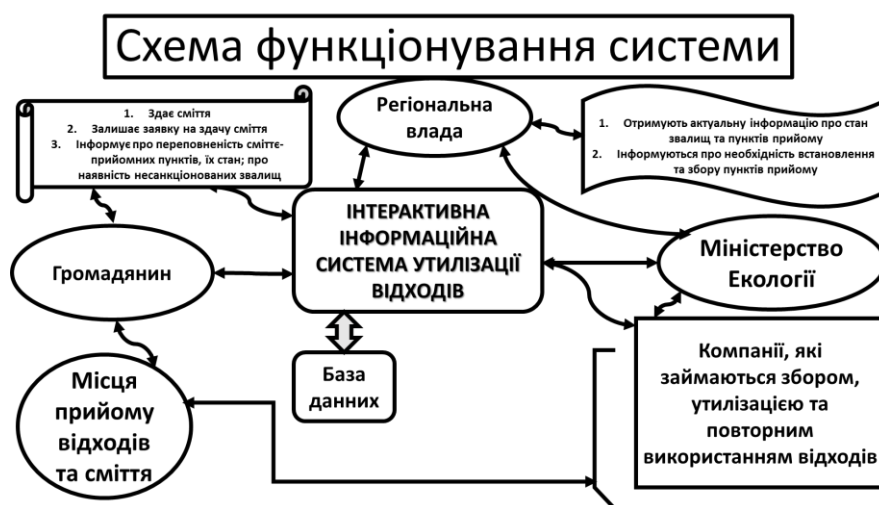 Схема функціонування системи
1. Здає сміття
2. Залишає заявку на здачу сміття
3. Інформує про переповненість сміттє-
прийомних пунктів, їх стан; про
наявність несанкціонованих звалищ
Регіональна
влада
1. Отримують актуальну інформацію про стан
звалищ та пунктів прийому
2. Інформуються про необхідність встановлення
та збору пунктів прийому
ІНТЕРАКТИВНА
ІНФОРМАЦІЙНА
СИСТЕМА УТИЛІЗАЦІЇ
ВІДХОДІВ
Громадянин
Міністерство
Екології
База
данних
Місця
прийому
відходів
та сміття
Компанії, які
займаються збором,
утилізацією та
повторним
використанням відходів